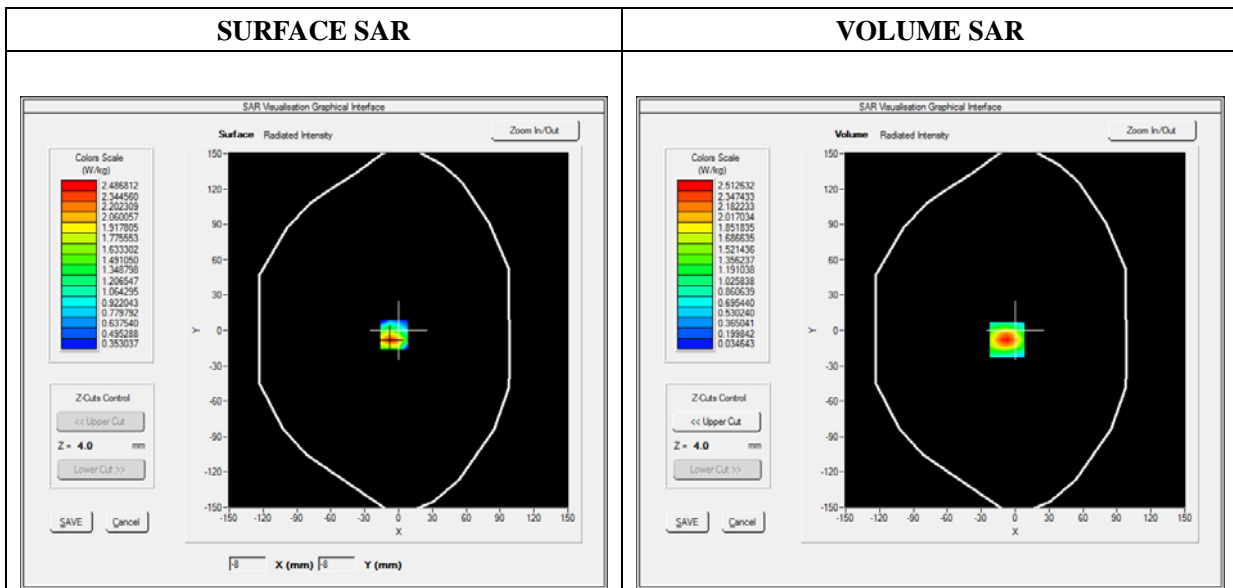 SURFACE SAR
VOLUME SAR
SAR Visualisation Graphical Interface
Surface Radiated Intensity
Zoom In/Out
Colors Scale
(W/kg)
2.486812
2.344560
2.202309
2.060057
1.917805
1.775553
1.633302
1.491050
1.348798
1.206547
1.064295
0.922043
0.779792
0.637540
0.495288
0.353037
Z-Cuts Control
<< Upper Cut
Z = 4.0 mm
Lower Cut >>
SAVE Cancel
150
120
90
60
30
0
-30
-60
-90
-120
-150
Y
-150 -120 -90 -60 -30 0 30 60 90 120 150
X
-8 X (mm) -8 Y (mm)
SAR Visualisation Graphical Interface
Volume Radiated Intensity
Zoom In/Out
Colors Scale
(W/kg)
2.512632
2.347433
2.182233
2.017034
1.851835
1.686635
1.521436
1.356237
1.191038
1.025838
0.860639
0.695440
0.530240
0.365041
0.199842
0.034643
Z-Cuts Control
<< Upper Cut
Z = 4.0 mm
Lower Cut >>
SAVE Cancel
150
120
90
60
30
0
-30
-60
-90
-120
-150
Y
-150 -120 -90 -60 -30 0 30 60 90 120 150
X